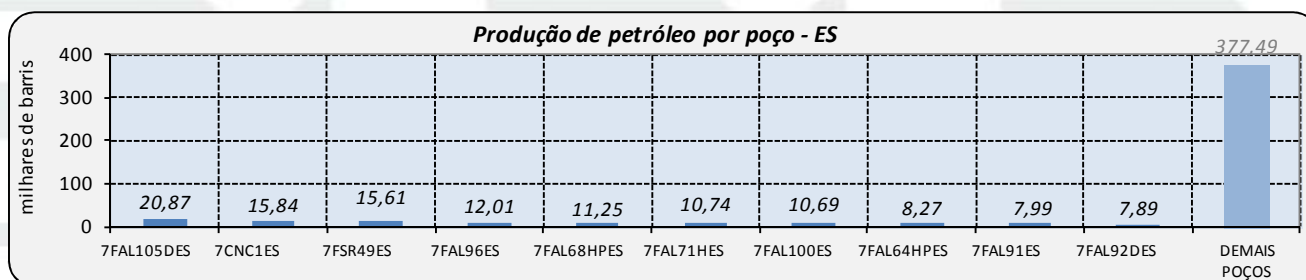 Produção de petróleo por poço - ES
milhares de barris
400
300
200
100
0
20,87
15,84
15,61
12,01
11,25
10,74
10,69
8,27
7,99
7,89
377,49
7FAL105DES
7CNC1ES
7FSR49ES
7FAL96ES
7FAL68HPES
7FAL71HES
7FAL100ES
7FAL64HPES
7FAL91ES
7FAL92DES
DEMAIS
POÇOS